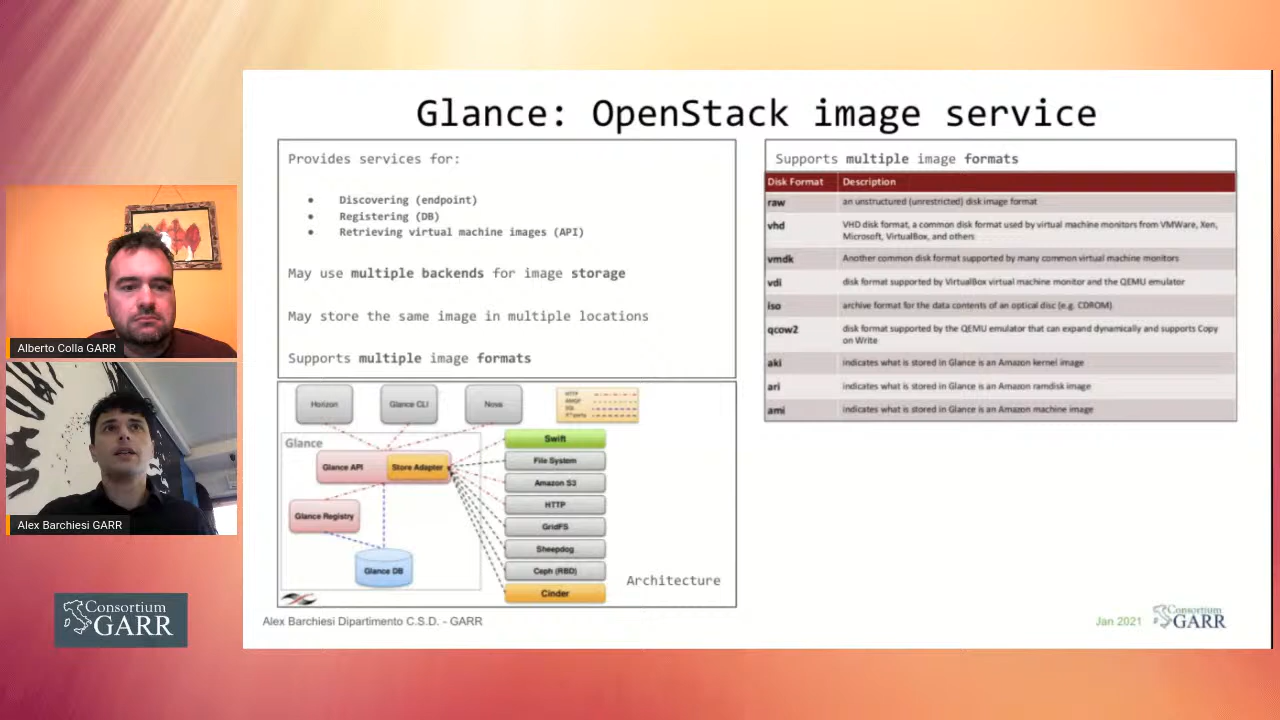 Glance: OpenStack image service
Provides services for:
• Discovering (endpoint)
• Registering (DB)
• Retrieving virtual machine images (API)
May use multiple backends for image storage
May store the same image in multiple locations
Supports multiple image formats
Supports multiple image formats
Disk Format Description
raw an unstructured (unrestricted) disk image format
vhd VHD disk format, a common disk format used by virtual machine monitors from VMWare, Xen,
Microsoft, VirtualBox, and others
vmdk Another common disk format supported by many common virtual machine monitors
vdi disk format supported by VirtualBox virtual machine monitor and the QEMU emulator
iso archive format for the data contents of an optical disc (e.g. CDROM)
qcow2 disk format supported by the QEMU emulator that can expand dynamically and supports Copy
on Write
aki indicates what is stored in Glance is an Amazon kernel image
ari indicates what is stored in Glance is an Amazon ramdisk image
ami indicates what is stored in Glance is an Amazon machine image
Horizon
Glance CLI
Nova
HTTP
AMQP
SQL
Glance
Glance API
Store Adapter
Glance Registry
Glance DB
Swift
File System
Amazon S3
HTTP
GridFS
Sheepdog
Ceph (RBD)
Cinder
Architecture
Alex Barchiesi Dipartimento C.S.D. - GARR
Jan 2021
Consortium
GARR
Alberto Colla GARR
Alex Barchiesi GARR
Consortium
GARR